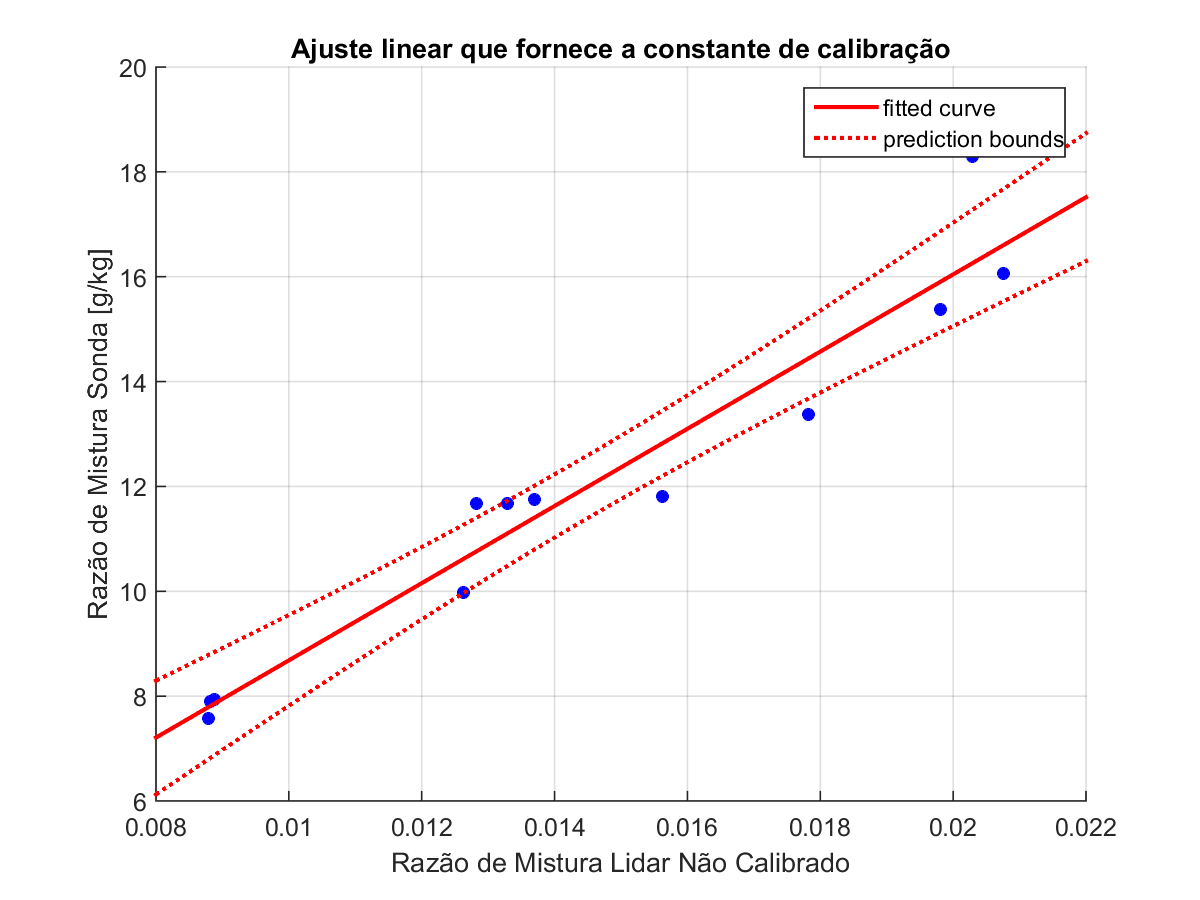 Ajuste linear que fornece a constante de calibração
fitted curve
prediction bounds
20
18
16
14
12
10
8
6
0.008 0.01 0.012 0.014 0.016 0.018 0.02 0.022
Razão de Mistura Sonda [g/kg]
Razão de Mistura Lidar Não Calibrado